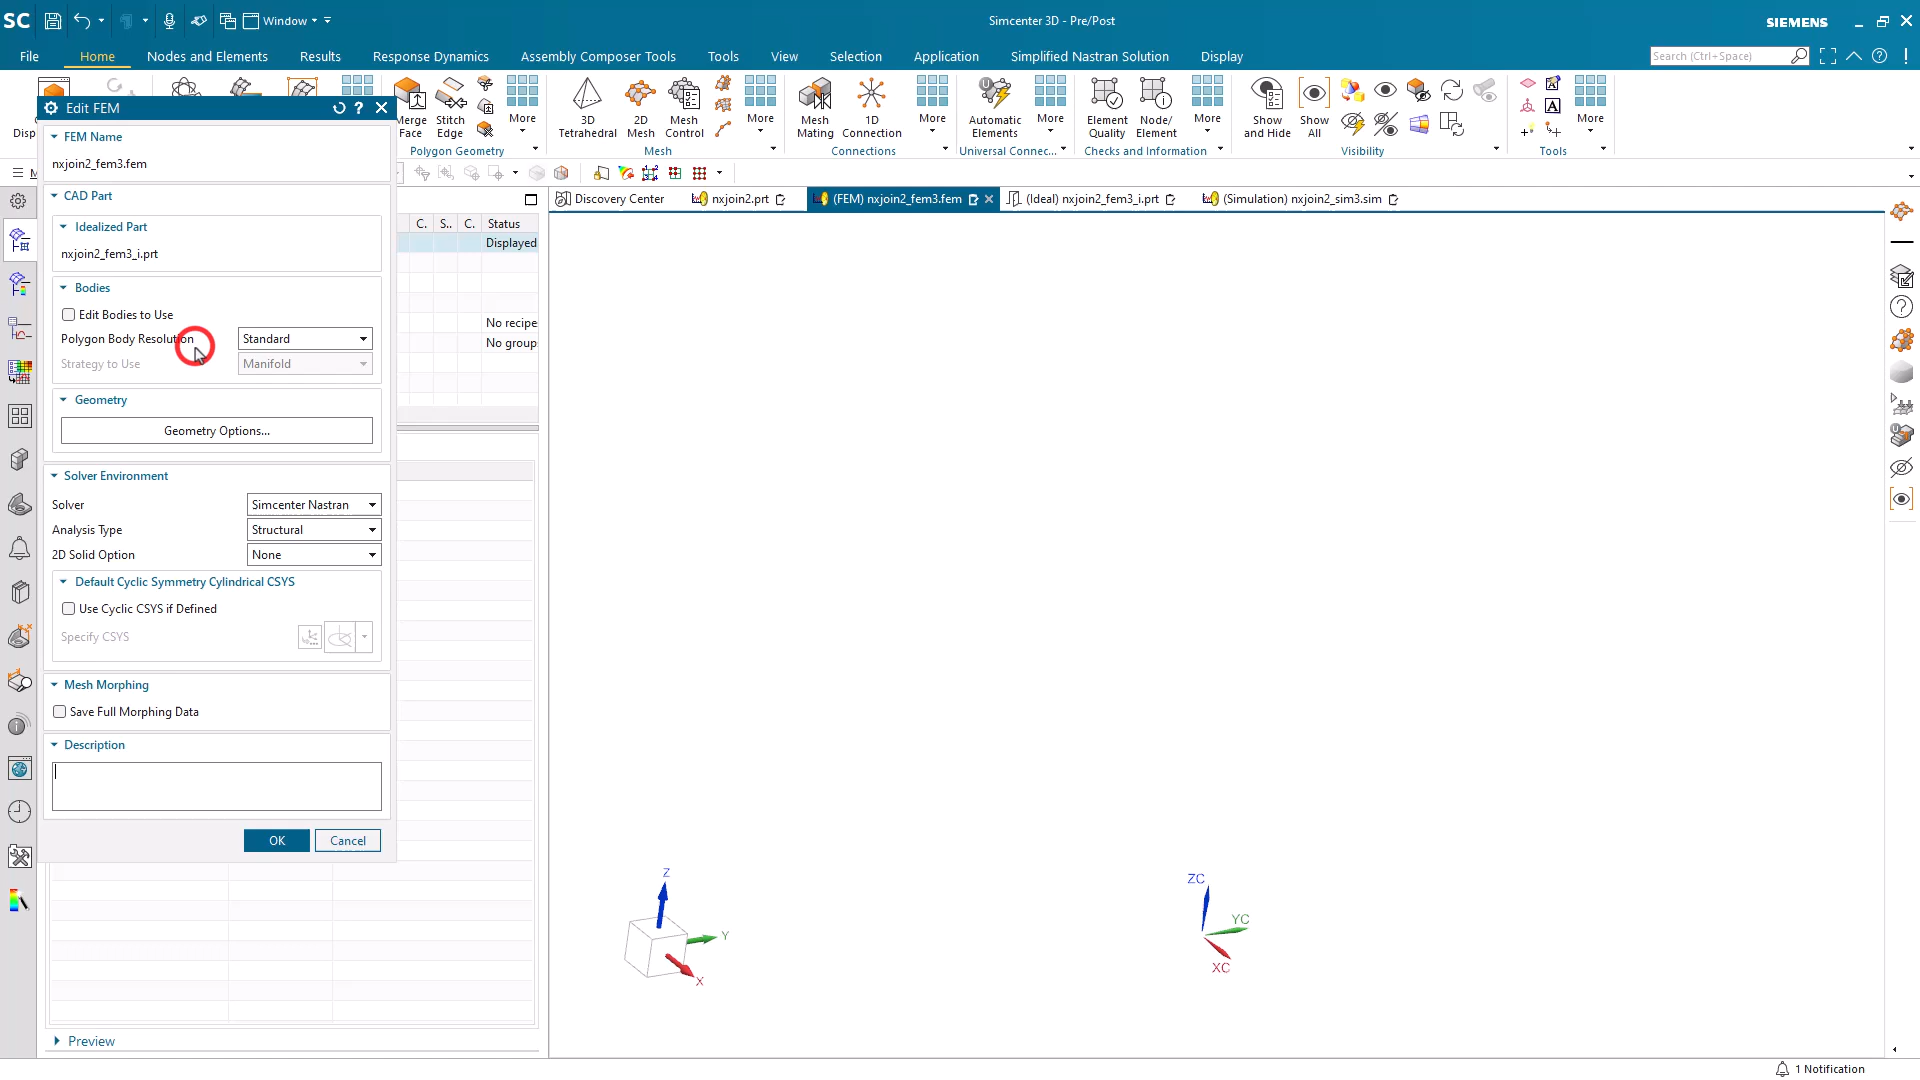 SC Window Simcenter 3D - Pre/Post SIEMENS
File Home Nodes and Elements Results Response Dynamics Assembly Composer Tools Tools View Selection Application Simplified Nastran Solution Display Search (Ctrl+Space)
Disp
Edit FEM
Merge Face
Stitch Edge
More
3D Tetrahedral
2D Mesh
Mesh Control
More
Mesh Mating
1D Connection
More
Automatic Elements
More
Element Quality
Node/ Element
More
Show and Hide
Show All
More
Polygon Geometry Mesh Connections Universal Connec... Checks and Information Visibility Tools
FEM Name
nxjoin2_fem3.fem
M
CAD Part
Discovery Center nxjoin2.prt (FEM) nxjoin2_fem3.fem (Ideal) nxjoin2_fem3_i.prt (Simulation) nxjoin2_sim3.sim
Idealized Part
C. S.. C. Status
nxjoin2_fem3_i.prt
Displayed
Bodies
Edit Bodies to Use
No recipe
Polygon Body Resolution Standard
No group
Strategy to Use Manifold
Geometry
Geometry Options...
Solver Environment
Solver Simcenter Nastran
Analysis Type Structural
2D Solid Option None
Default Cyclic Symmetry Cylindrical CSYS
Use Cyclic CSYS if Defined
Specify CSYS
Mesh Morphing
Save Full Morphing Data
Description
OK Cancel
Z
Y
X
ZC
YC
XC
Preview
1 Notification